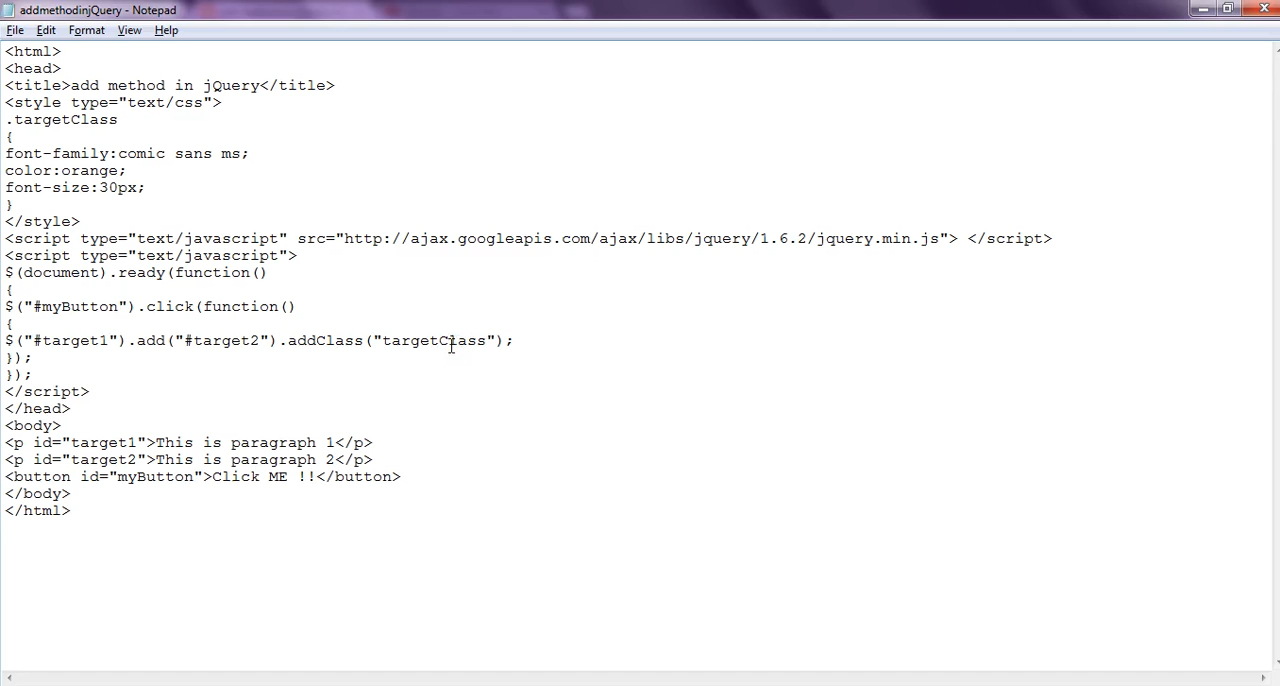 addmethodinjQuery - Notepad
File Edit Format View Help
<html>
<head>
<title>add method in jQuery</title>
<style type="text/css">
.targetClass
{
font-family:comic sans ms;
color:orange;
font-size:30px;
}
</style>
<script type="text/javascript" src="http://ajax.googleapis.com/ajax/libs/jquery/1.6.2/jquery.min.js"> </script>
<script type="text/javascript">
$(document).ready(function()
{
$("#myButton").click(function()
{
$("#target1").add("#target2").addClass("targetClass");
});
});
</script>
</head>
<body>
<p id="target1">This is paragraph 1</p>
<p id="target2">This is paragraph 2</p>
<button id="myButton">Click ME !!</button>
</body>
</html>